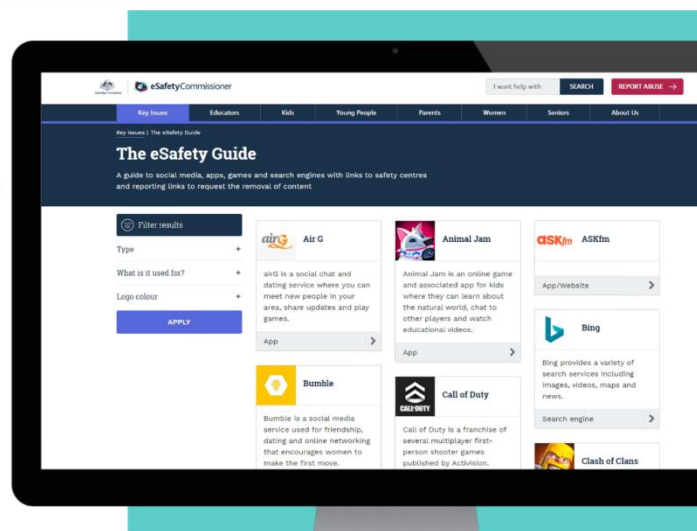 eSafetyCommissioner
I want help with
SEARCH
REPORT ABUSE →
Key Issues
Educators
Kids
Young People
Parents
Women
Seniors
About Us
Key Issues | The eSafety Guide
The eSafety Guide
A guide to social media, apps, games and search engines with links to safety centres
and reporting links to request the removal of content
Filter results
Type +
What is it used for? +
Logo colour +
APPLY
airG
Air G
airG is a social chat and
dating service where you can
meet new people in your
area, share updates and play
games.
App
Animal Jam
Animal Jam is an online game
and associated app for kids
where they can learn about
the natural world, chat to
other players and watch
educational videos.
App
ASKfm
ASKfm
App/Website
Bing
Bing provides a variety of
search services including
images, videos, maps and
news.
Search engine
Bumble
Bumble is a social media
service used for friendship,
dating and online networking
that encourages women to
make the first move.
CALL·DUTY
Call of Duty
Call of Duty is a franchise of
several multiplayer first-
person shooter games
published by Activision.
Clash of Clans